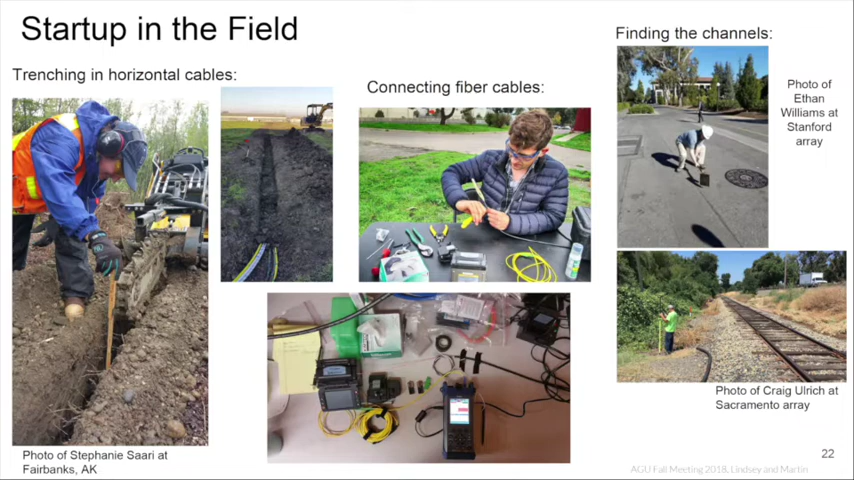 Startup in the Field
Trenching in horizontal cables:
Connecting fiber cables:
Finding the channels:
Photo of
Ethan
Williams at
Stanford
array
Photo of Craig Ulrich at
Sacramento array
Photo of Stephanie Saari at
Fairbanks, AK
22
AGU Fall Meeting 2018, Lindsey and Martin